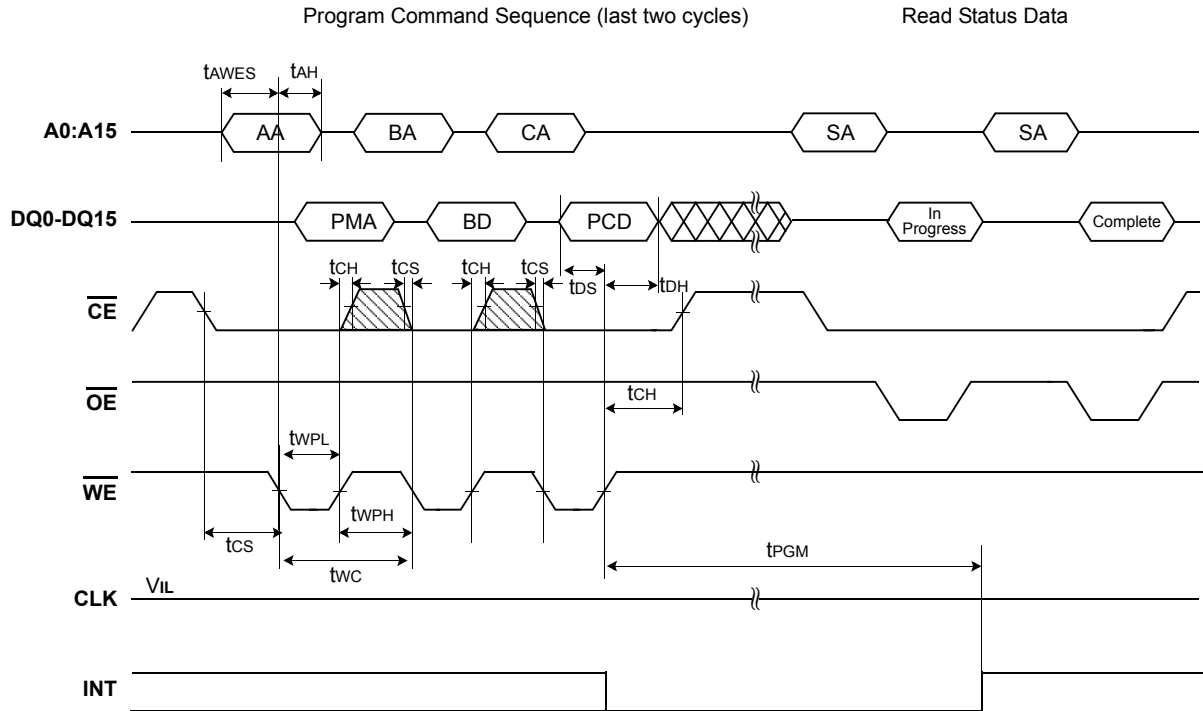 Program Command Sequence (last two cycles) Read Status Data
tAWES tAH
A0:A15 AA BA CA SA SA
DQ0-DQ15 PMA BD PCD In Progress Complete
tCH tCS tCH tCS tDS tDH
CE
OE
tCH
tWPL
WE
tWPH
tCS tPGM
tWC
VIL
CLK
INT